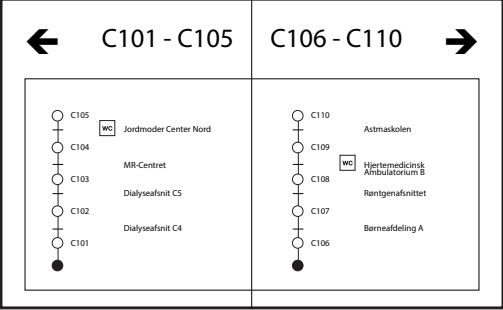 C101 - C105
C106 - C110
C105
WC
Jordmoder Center Nord
C104
MR-Centret
C103
Dialyseafsnit C5
C102
Dialyseafsnit C4
C101
C110
Astmaskolen
C109
WC
Hjertemedicinsk
Ambulatorium B
C108
Røntgenafsnittet
C107
Børneafdeling A
C106